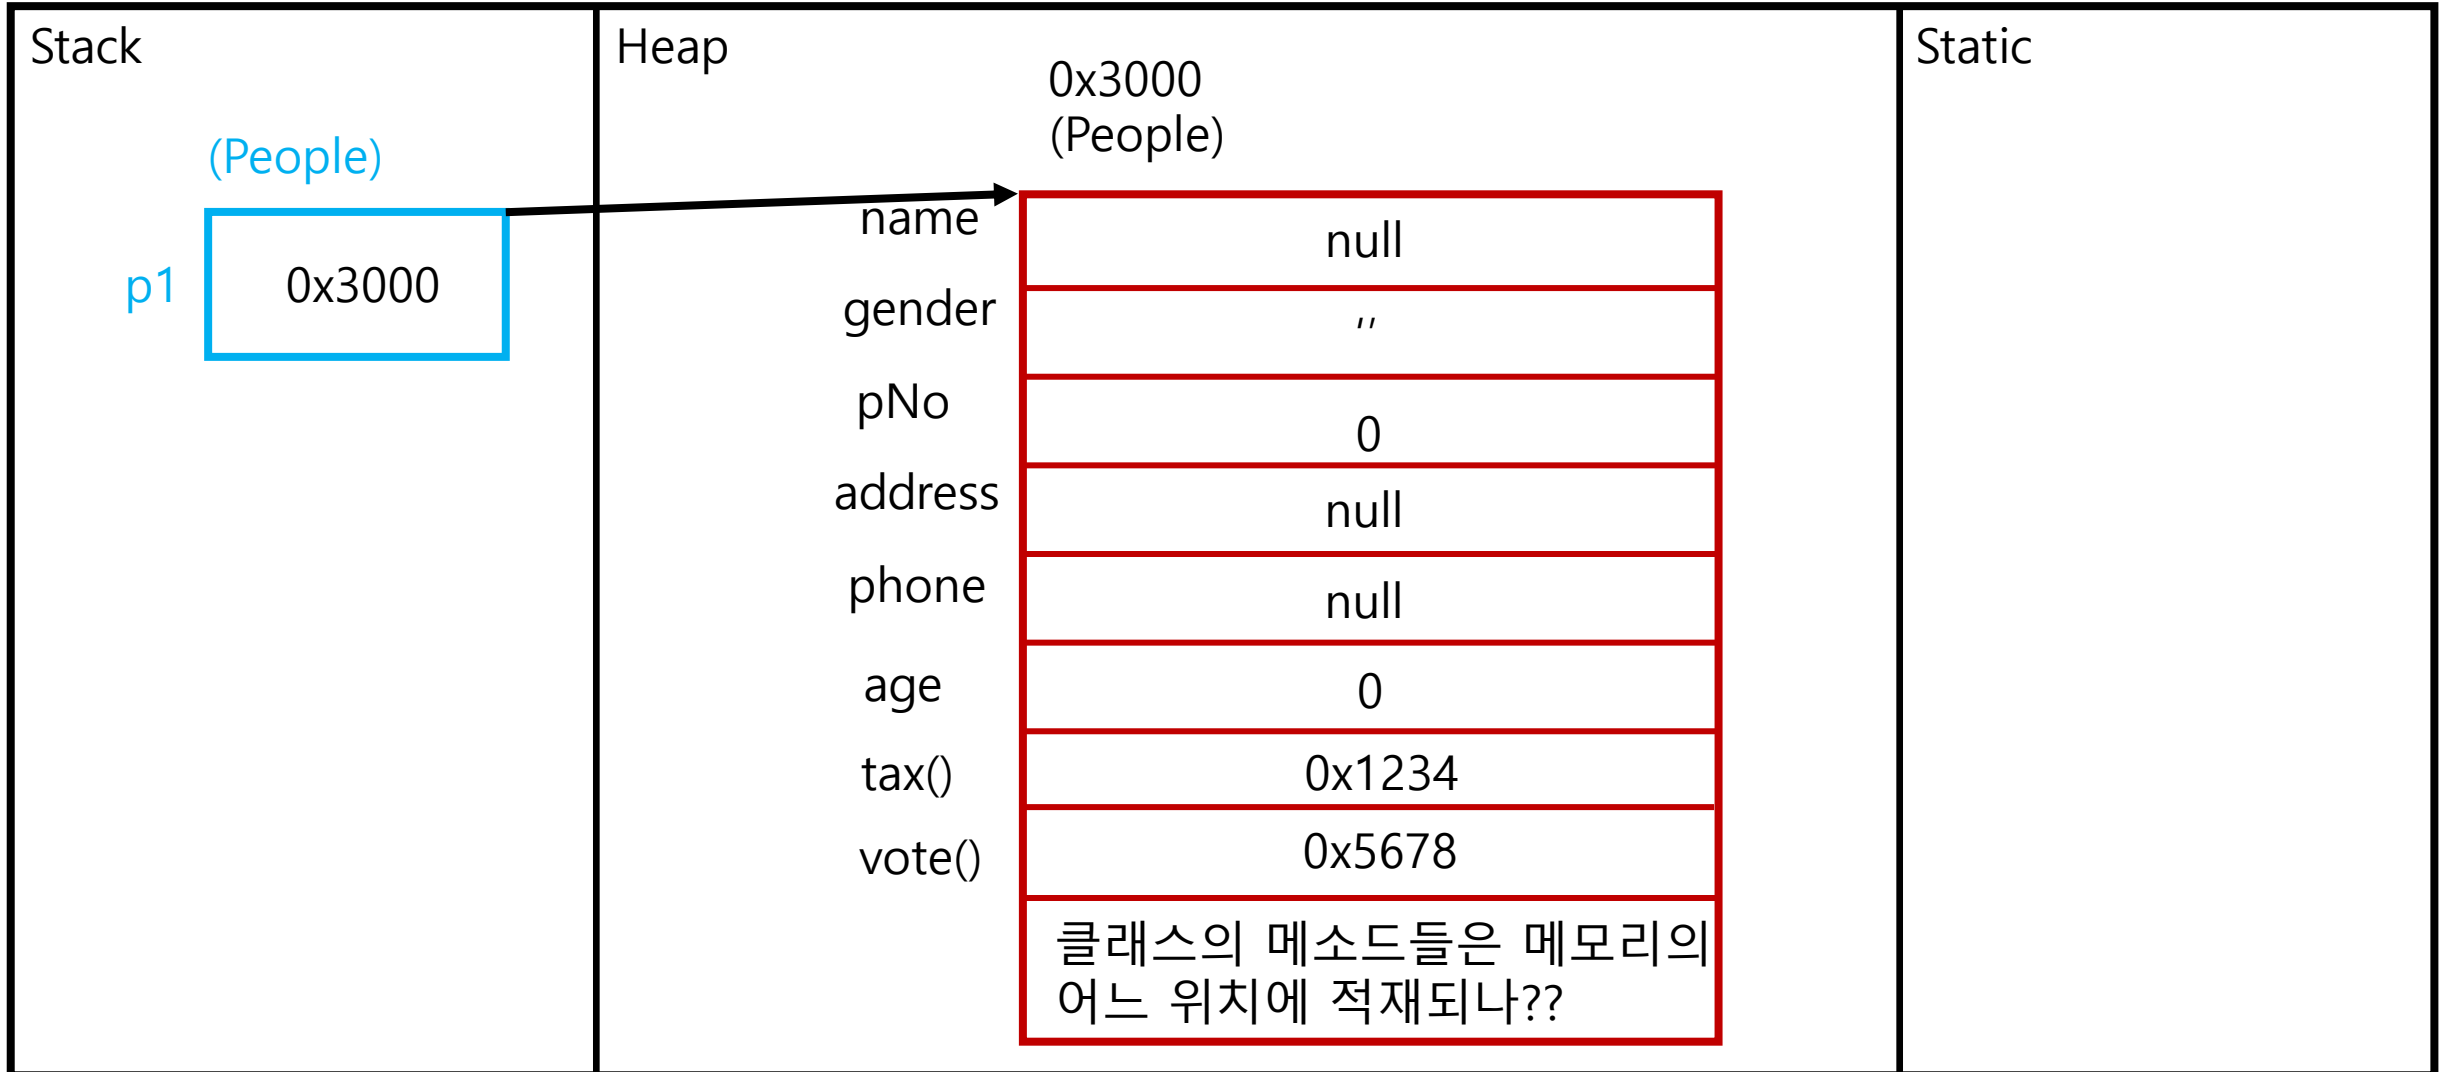 Stack
Heap
Static
0x3000
(People)
(People)
p1
0x3000
name
null
gender
''
pNo
0
address
null
phone
null
age
0
tax()
0x1234
vote()
0x5678
클래스의 메소드들은 메모리의
어느 위치에 적재되나??